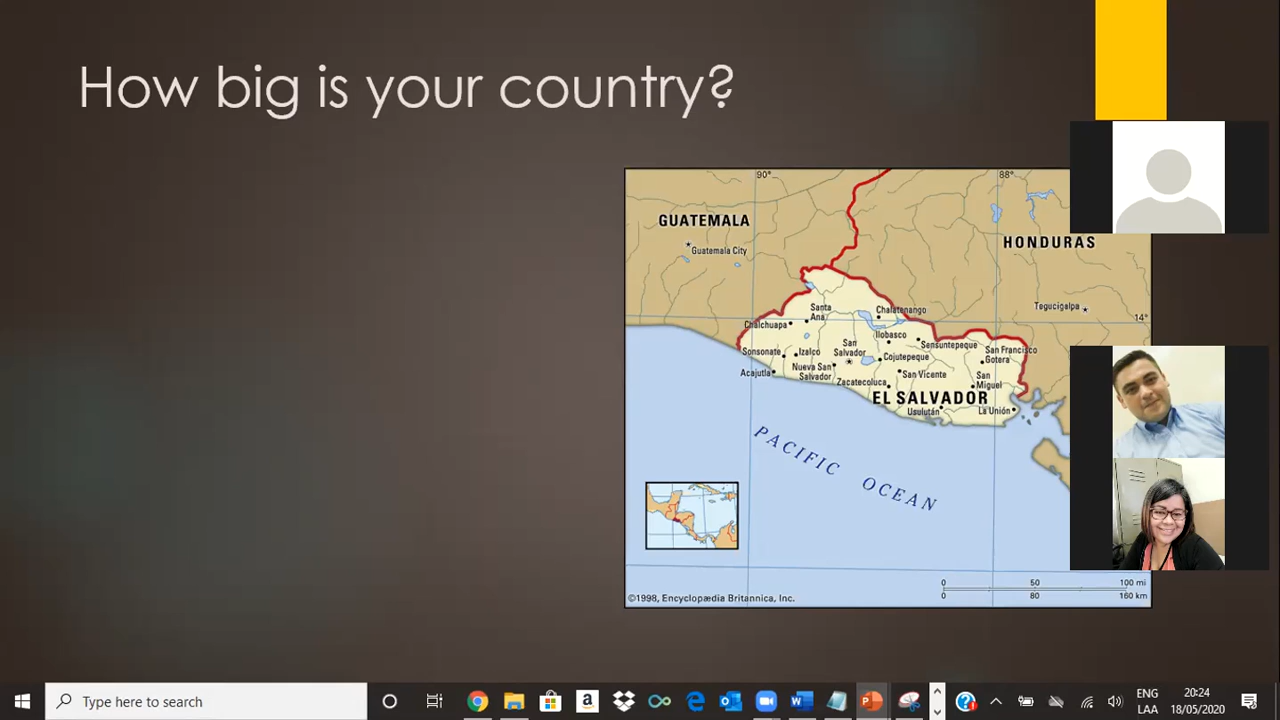 How big is your country?
90°
88°
GUATEMALA
Guatemala City
HONDURAS
Tegucigalpa
14°
Santa
Ana
Chalatenango
Chalchuapa
Ilobasco
Sensuntepeque
San Francisco
Gotera
Sonsonate
Izalco
San
Salvador
Cojutepeque
Acajutla
Nueva San
Salvador
San Vicente
San
Miguel
Zacatecoluca
EL SALVADOR
Usulután
La Unión
PACIFIC OCEAN
0 50 100 mi
0 80 160 km
©1998, Encyclopædia Britannica, Inc.
Type here to search
ENG
LAA
20:24
18/05/2020